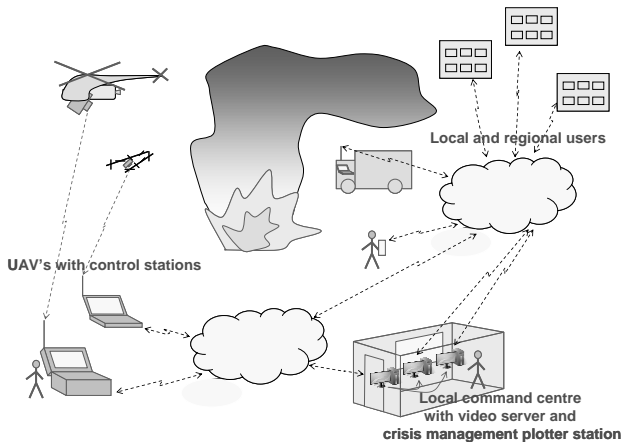 Local and regional users
UAV's with control stations
Local command centre
with video server and
crisis management plotter station